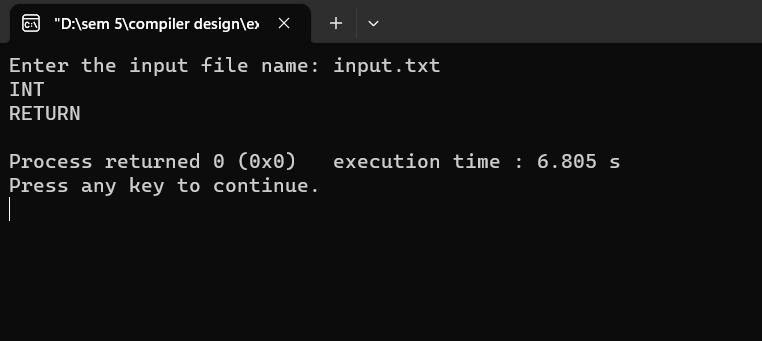 "D:\sem 5\compiler design\ex
Enter the input file name: input.txt
INT
RETURN
Process returned 0 (0x0)   execution time : 6.805 s
Press any key to continue.